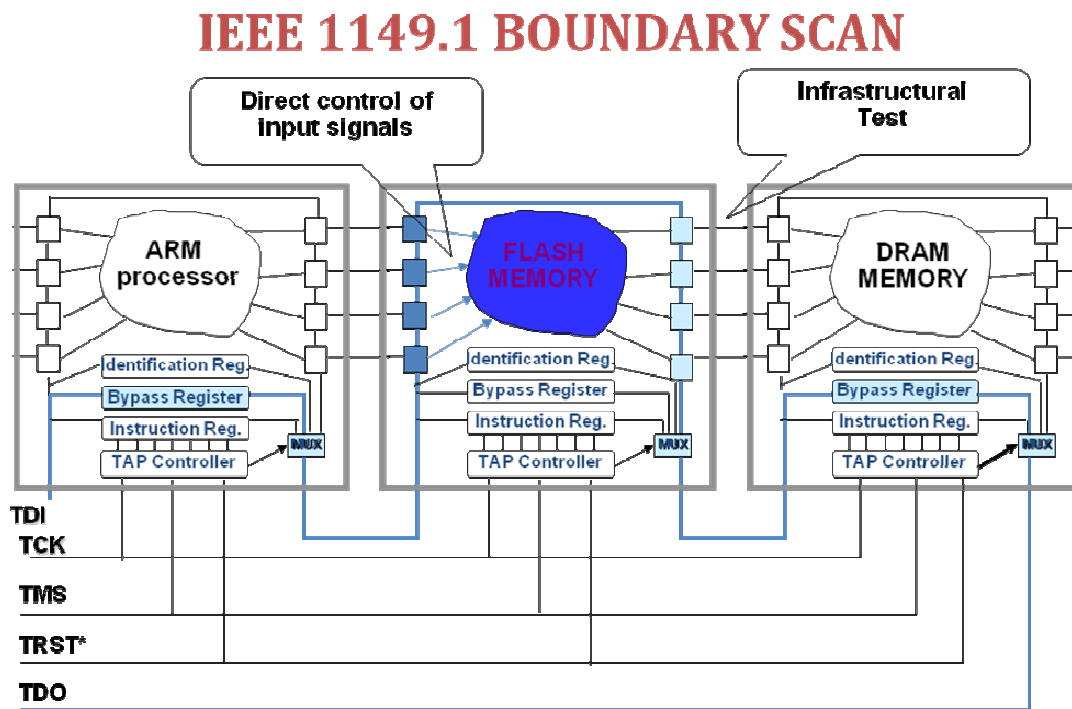 IEEE 1149.1 BOUNDARY SCAN
Direct control of
input signals
Infrastructural
Test
ARM
processor
Identification Reg.
Bypass Register
Instruction Reg.
TAP Controller
MUX
FLASH
MEMORY
dentification Reg.
Bypass Register
Instruction Reg.
TAP Controller
MUX
DRAM
MEMORY
dentification Reg.
Bypass Register
Instruction Reg.
TAP Controller
MUX
TDI
TCK
TMS
TRST*
TDO